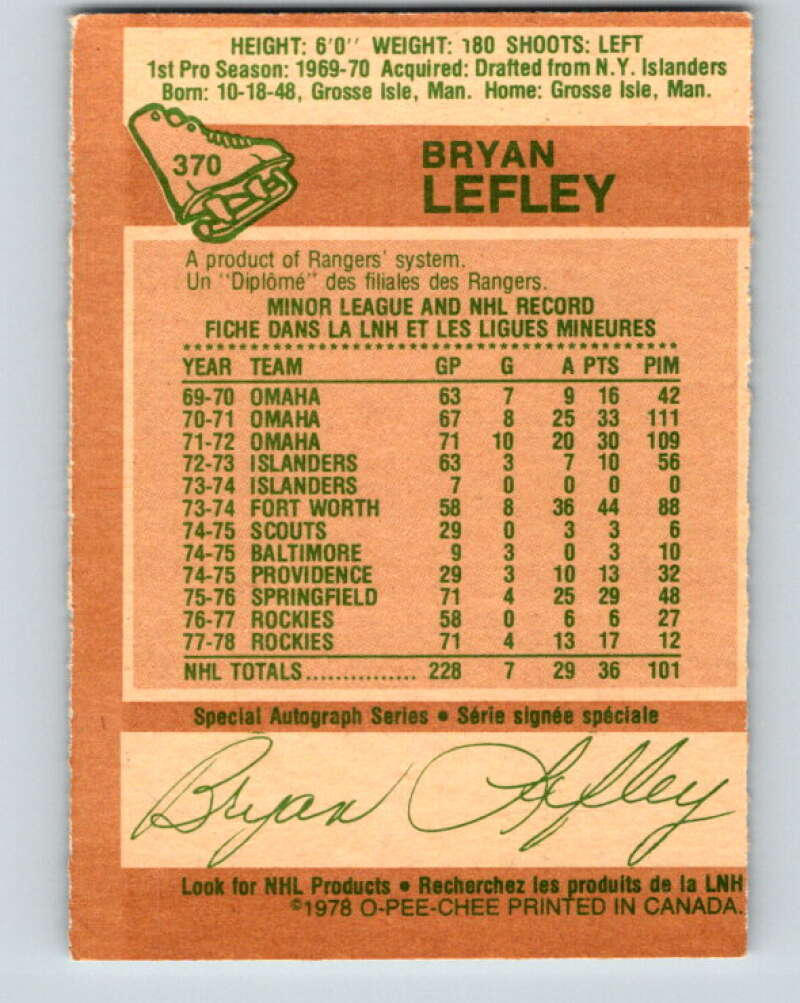 HEIGHT: 6'0'' WEIGHT: 180 SHOOTS: LEFT
1st Pro Season: 1969-70 Acquired: Drafted from N.Y. Islanders
Born: 10-18-48, Grosse Isle, Man. Home: Grosse Isle, Man.
370
BRYAN
LEFLEY
A product of Rangers' system.
Un "Diplômé" des filiales des Rangers.
MINOR LEAGUE AND NHL RECORD
FICHE DANS LA LNH ET LES LIGUES MINEURES
YEAR TEAM GP G A PTS PIM
69-70 OMAHA 63 7 9 16 42
70-71 OMAHA 67 8 25 33 111
71-72 OMAHA 71 10 20 30 109
72-73 ISLANDERS 63 3 7 10 56
73-74 ISLANDERS 7 0 0 0 0
73-74 FORT WORTH 58 8 36 44 88
74-75 SCOUTS 29 0 3 3 6
74-75 BALTIMORE 9 3 0 3 10
74-75 PROVIDENCE 29 3 10 13 32
75-76 SPRINGFIELD 71 4 25 29 48
76-77 ROCKIES 58 0 6 6 27
77-78 ROCKIES 71 4 13 17 12
NHL TOTALS................ 228 7 29 36 101
Special Autograph Series • Série signée spéciale
Bryan Lefley
Look for NHL Products • Recherchez les produits de la LNH
©1978 O-PEE-CHEE PRINTED IN CANADA.